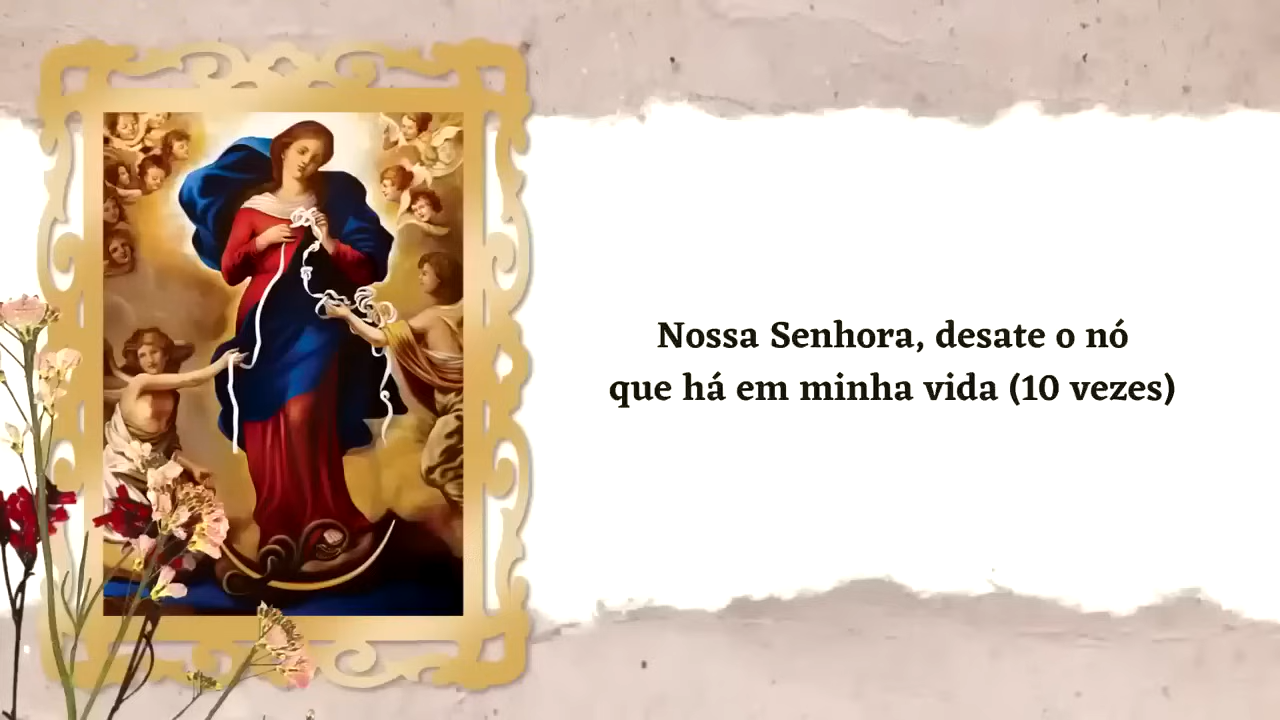 Nossa Senhora, desate o nó
que há em minha vida (10 vezes)